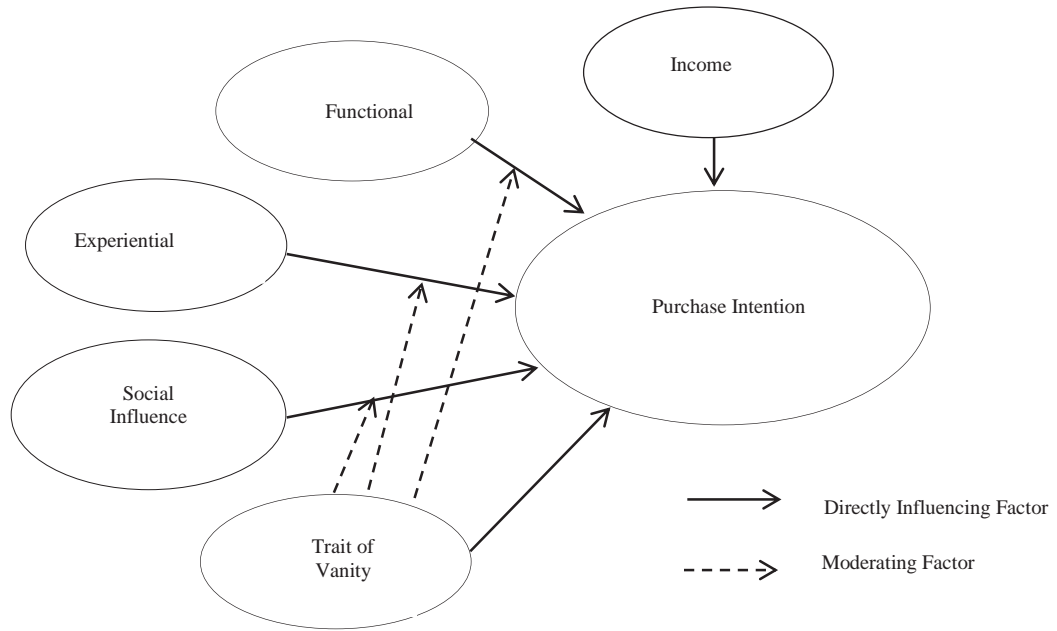 Income
Functional
Experiential
Purchase Intention
Social
Influence
Trait of
Vanity
Directly Influencing Factor
Moderating Factor